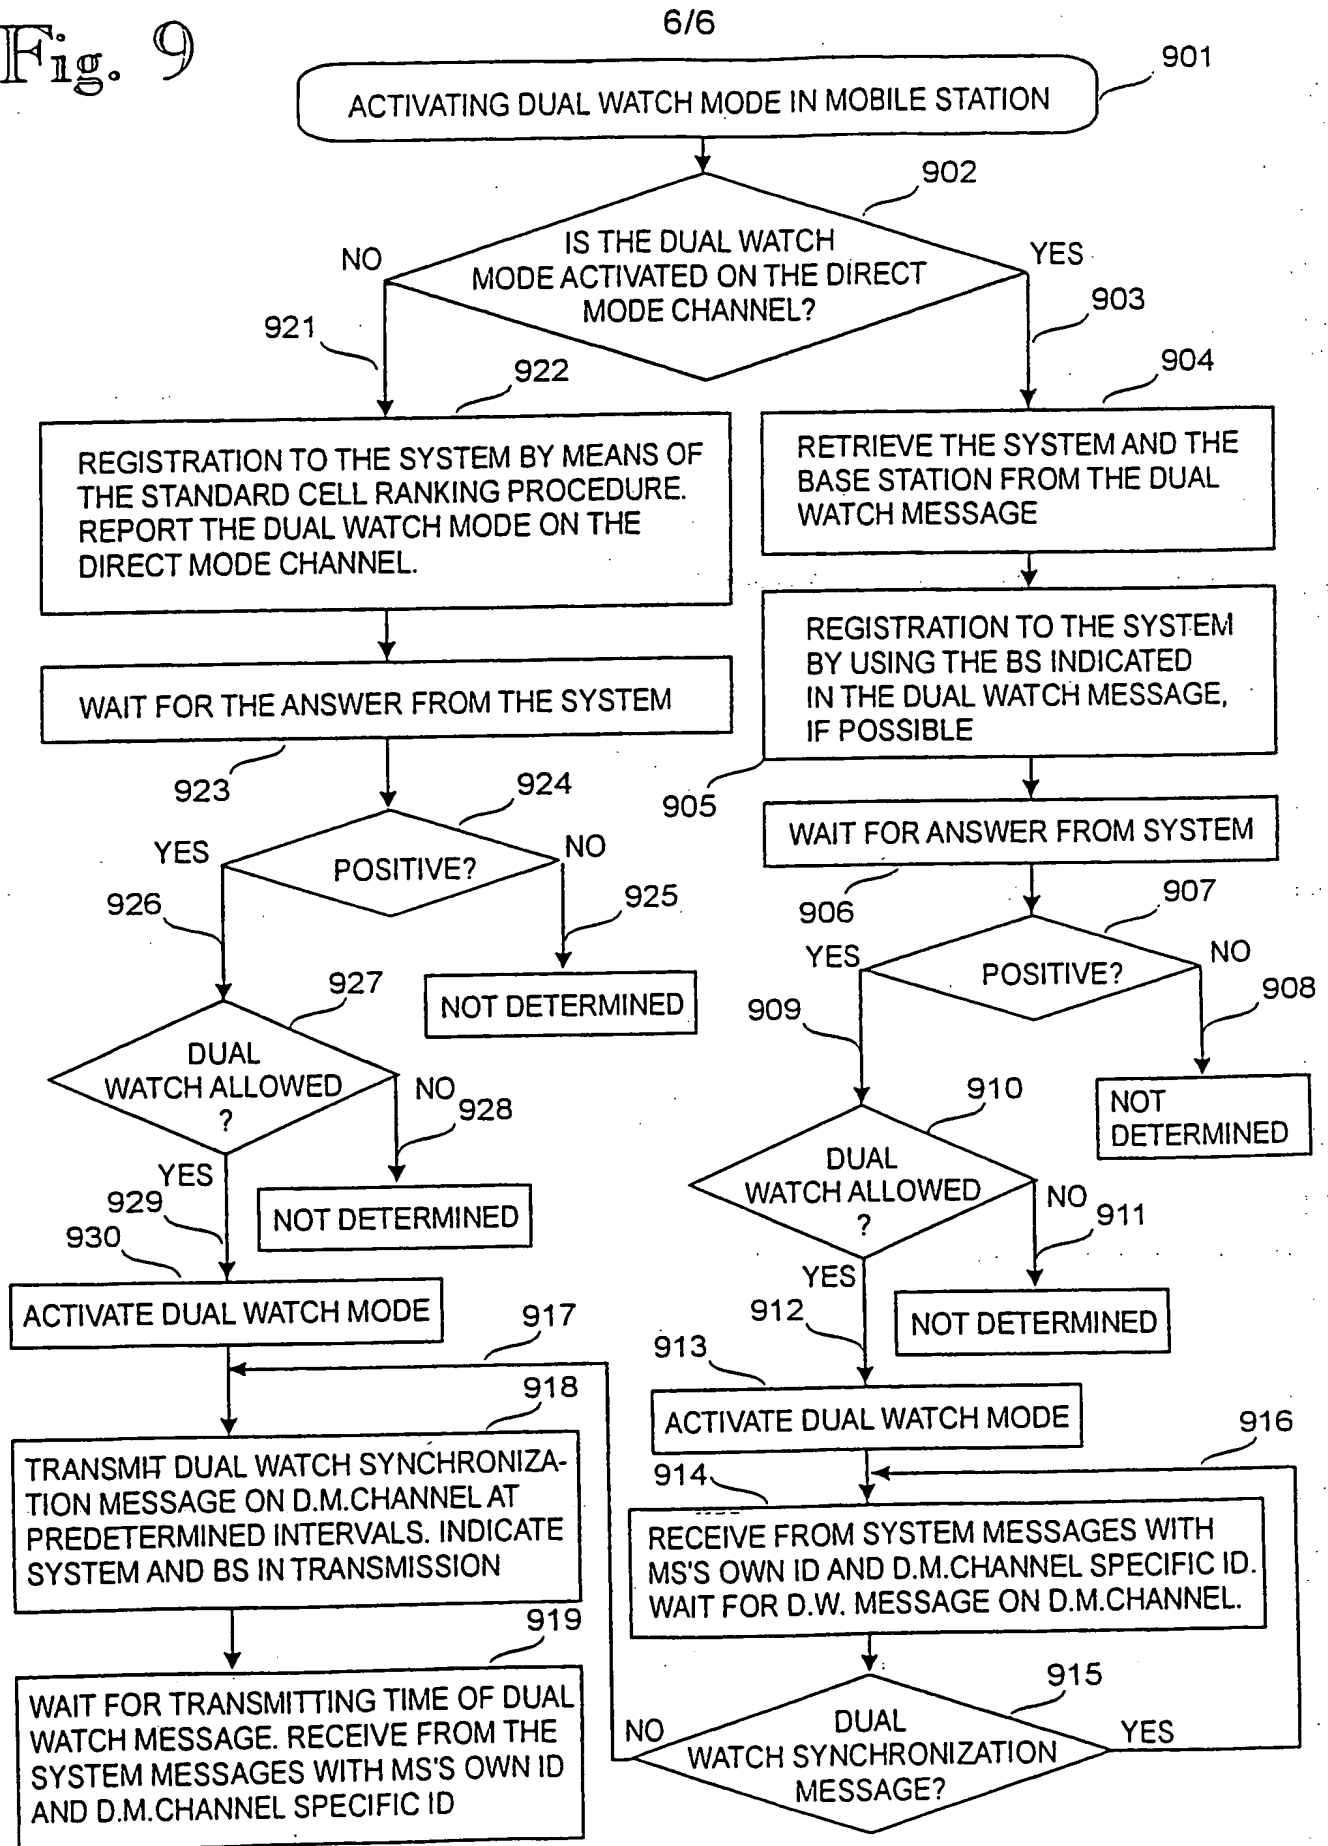 Fig. 9
6/6
901
ACTIVATING DUAL WATCH MODE IN MOBILE STATION
902
IS THE DUAL WATCH
MODE ACTIVATED ON THE DIRECT
MODE CHANNEL?
NO
YES
921
903
922
REGISTRATION TO THE SYSTEM BY MEANS OF
THE STANDARD CELL RANKING PROCEDURE.
REPORT THE DUAL WATCH MODE ON THE
DIRECT MODE CHANNEL.
904
RETRIEVE THE SYSTEM AND THE
BASE STATION FROM THE DUAL
WATCH MESSAGE
REGISTRATION TO THE SYSTEM
BY USING THE BS INDICATED
IN THE DUAL WATCH MESSAGE,
IF POSSIBLE
905
WAIT FOR THE ANSWER FROM THE SYSTEM
923
924
POSITIVE?
YES
NO
926
925
NOT DETERMINED
WAIT FOR ANSWER FROM SYSTEM
906
907
POSITIVE?
YES
NO
909
908
NOT
DETERMINED
927
DUAL
WATCH ALLOWED
?
NO
928
NOT DETERMINED
YES
929
930
ACTIVATE DUAL WATCH MODE
910
DUAL
WATCH ALLOWED
?
NO
911
NOT DETERMINED
YES
912
913
ACTIVATE DUAL WATCH MODE
917
918
TRANSMIT DUAL WATCH SYNCHRONIZA-
TION MESSAGE ON D.M.CHANNEL AT
PREDETERMINED INTERVALS. INDICATE
SYSTEM AND BS IN TRANSMISSION
916
914
RECEIVE FROM SYSTEM MESSAGES WITH
MS'S OWN ID AND D.M.CHANNEL SPECIFIC ID.
WAIT FOR D.W. MESSAGE ON D.M.CHANNEL.
919
WAIT FOR TRANSMITTING TIME OF DUAL
WATCH MESSAGE. RECEIVE FROM THE
SYSTEM MESSAGES WITH MS'S OWN ID
AND D.M.CHANNEL SPECIFIC ID
915
DUAL
WATCH SYNCHRONIZATION
MESSAGE?
NO
YES